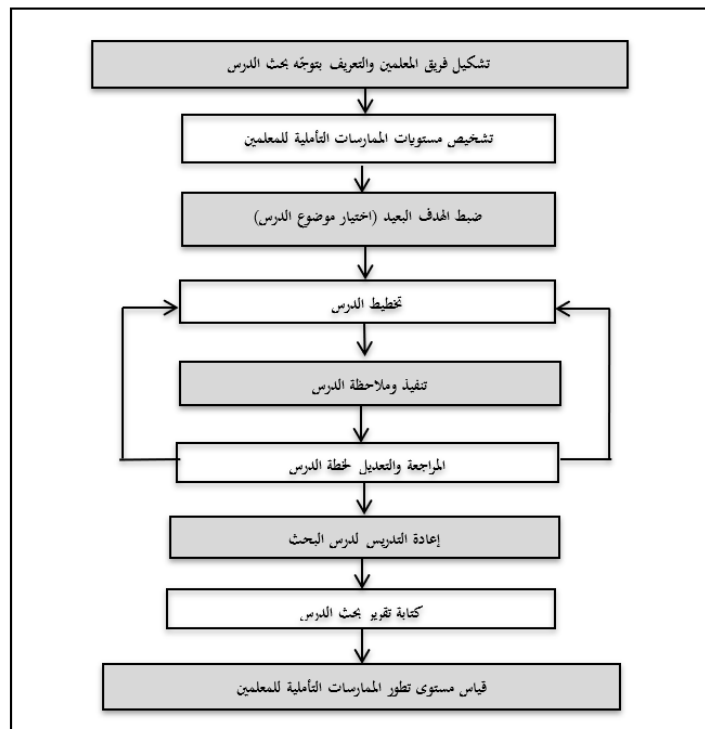 تشكيل فريق المعلمين والتعريف بتوجّه بحث الدرس
تشخيص مستويات الممارسات التأملية للمعلمين
ضبط الهدف البعيد (اختيار موضوع الدرس)
تخطيط الدرس
تنفيذ وملاحظة الدرس
المراجعة والتعديل لخطة الدرس
إعادة التدريس لدرس البحث
كتابة تقرير بحث الدرس
قياس مستوى تطور الممارسات التأملية للمعلمين